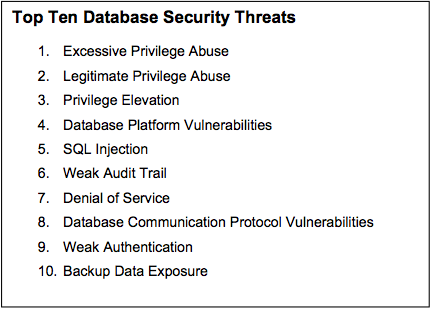 Top Ten Database Security Threats
1. Excessive Privilege Abuse
2. Legitimate Privilege Abuse
3. Privilege Elevation
4. Database Platform Vulnerabilities
5. SQL Injection
6. Weak Audit Trail
7. Denial of Service
8. Database Communication Protocol Vulnerabilities
9. Weak Authentication
10. Backup Data Exposure